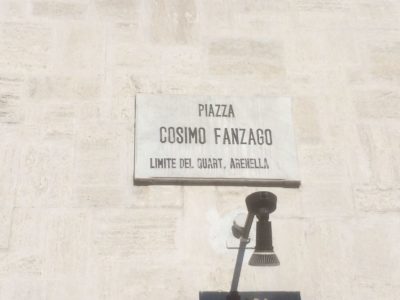 PIAZZA
COSIMO FANZAGO
LIMITE DEL QUART, ARENELLA